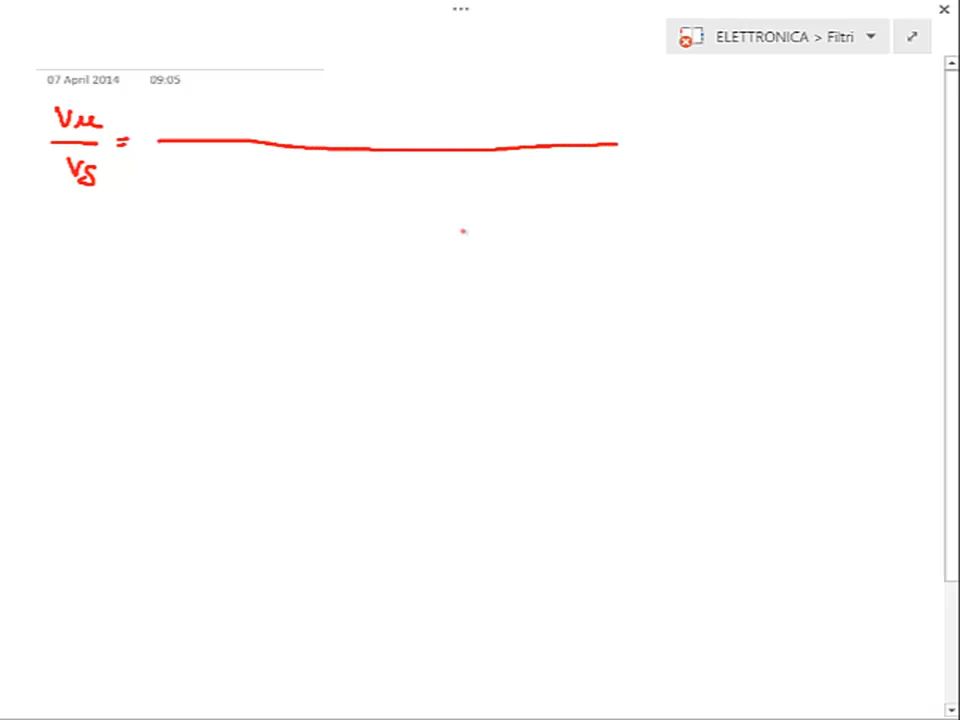 ...
ELETTRONICA > Filtri
07 April 2014 09:05
Vu
=
Vs